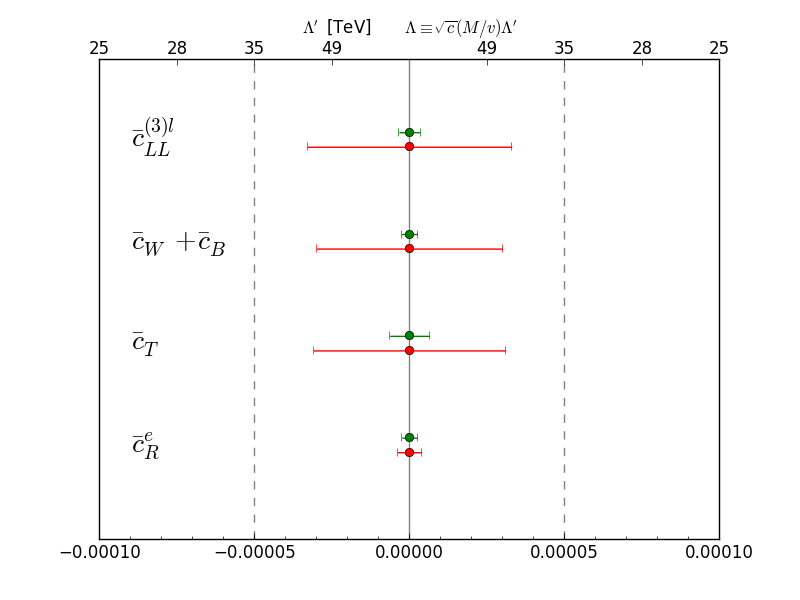 Λ′ [TeV] Λ ≡ √c(M/v)Λ′
25 28 35 49 49 35 28 25
c̄_{LL}^{(3)l}
c̄_W + c̄_B
c̄_T
c̄_R^e
−0.00010 −0.00005 0.00000 0.00005 0.00010